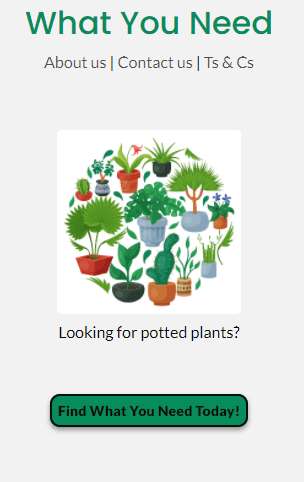 What You Need
About us | Contact us | Ts & Cs
Looking for potted plants?
Find What You Need Today!